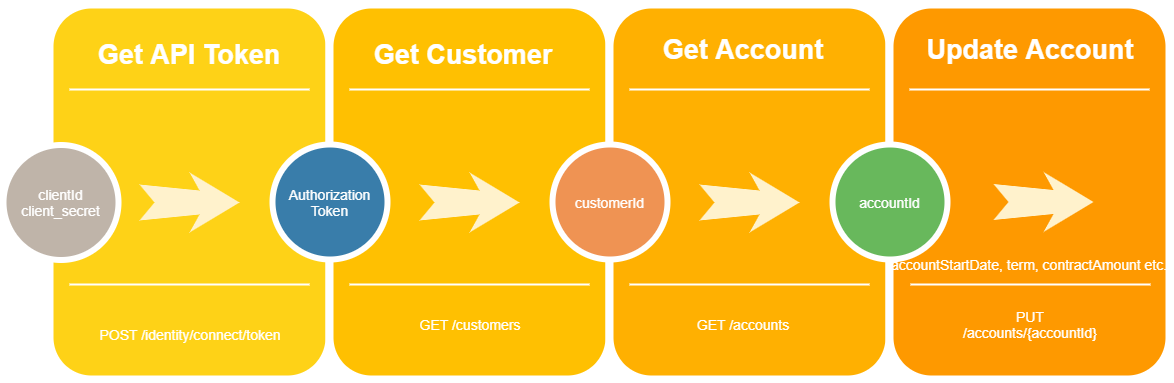 Get API Token
Get Customer
Get Account
Update Account
clientId
client_secret
Authorization
Token
customerId
accountId
accountStartDate, term, contractAmount etc.
POST /identity/connect/token
GET /customers
GET /accounts
PUT
/accounts/{accountId}